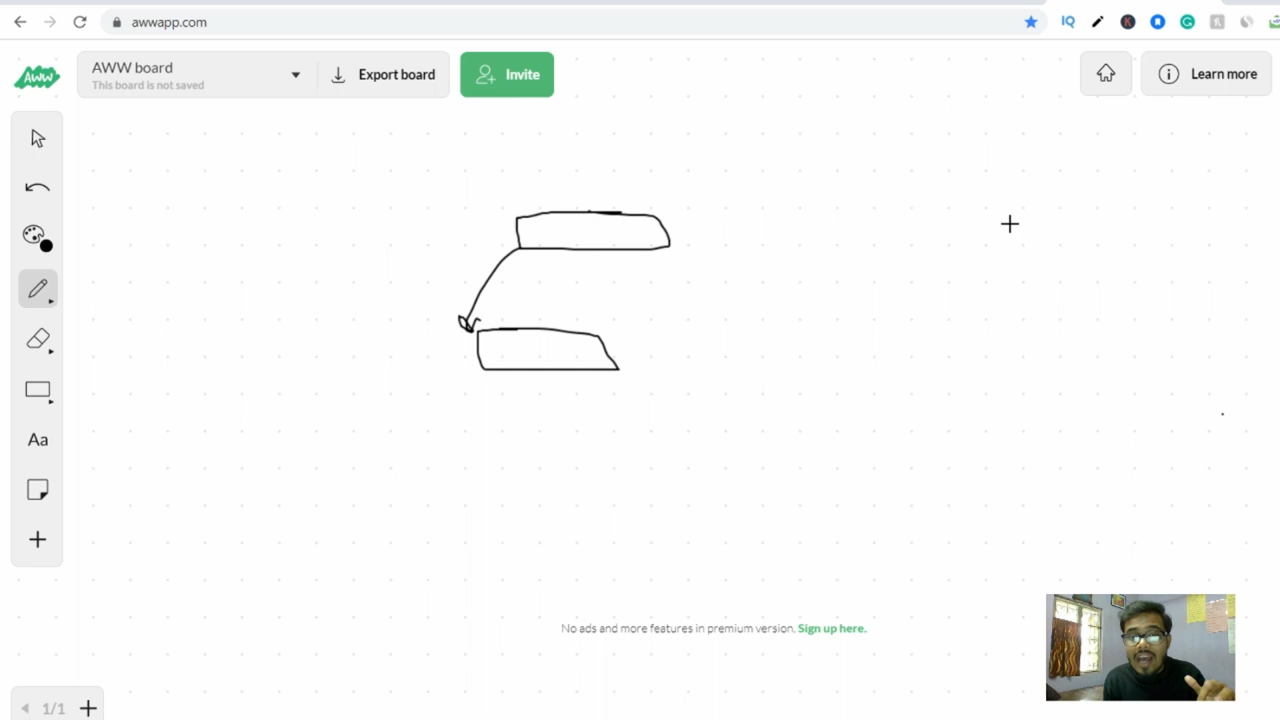 awwapp.com
IQ
AWW
AWW board
This board is not saved
Export board
Invite
Learn more
Aa
No ads and more features in premium version. Sign up here.
1/1